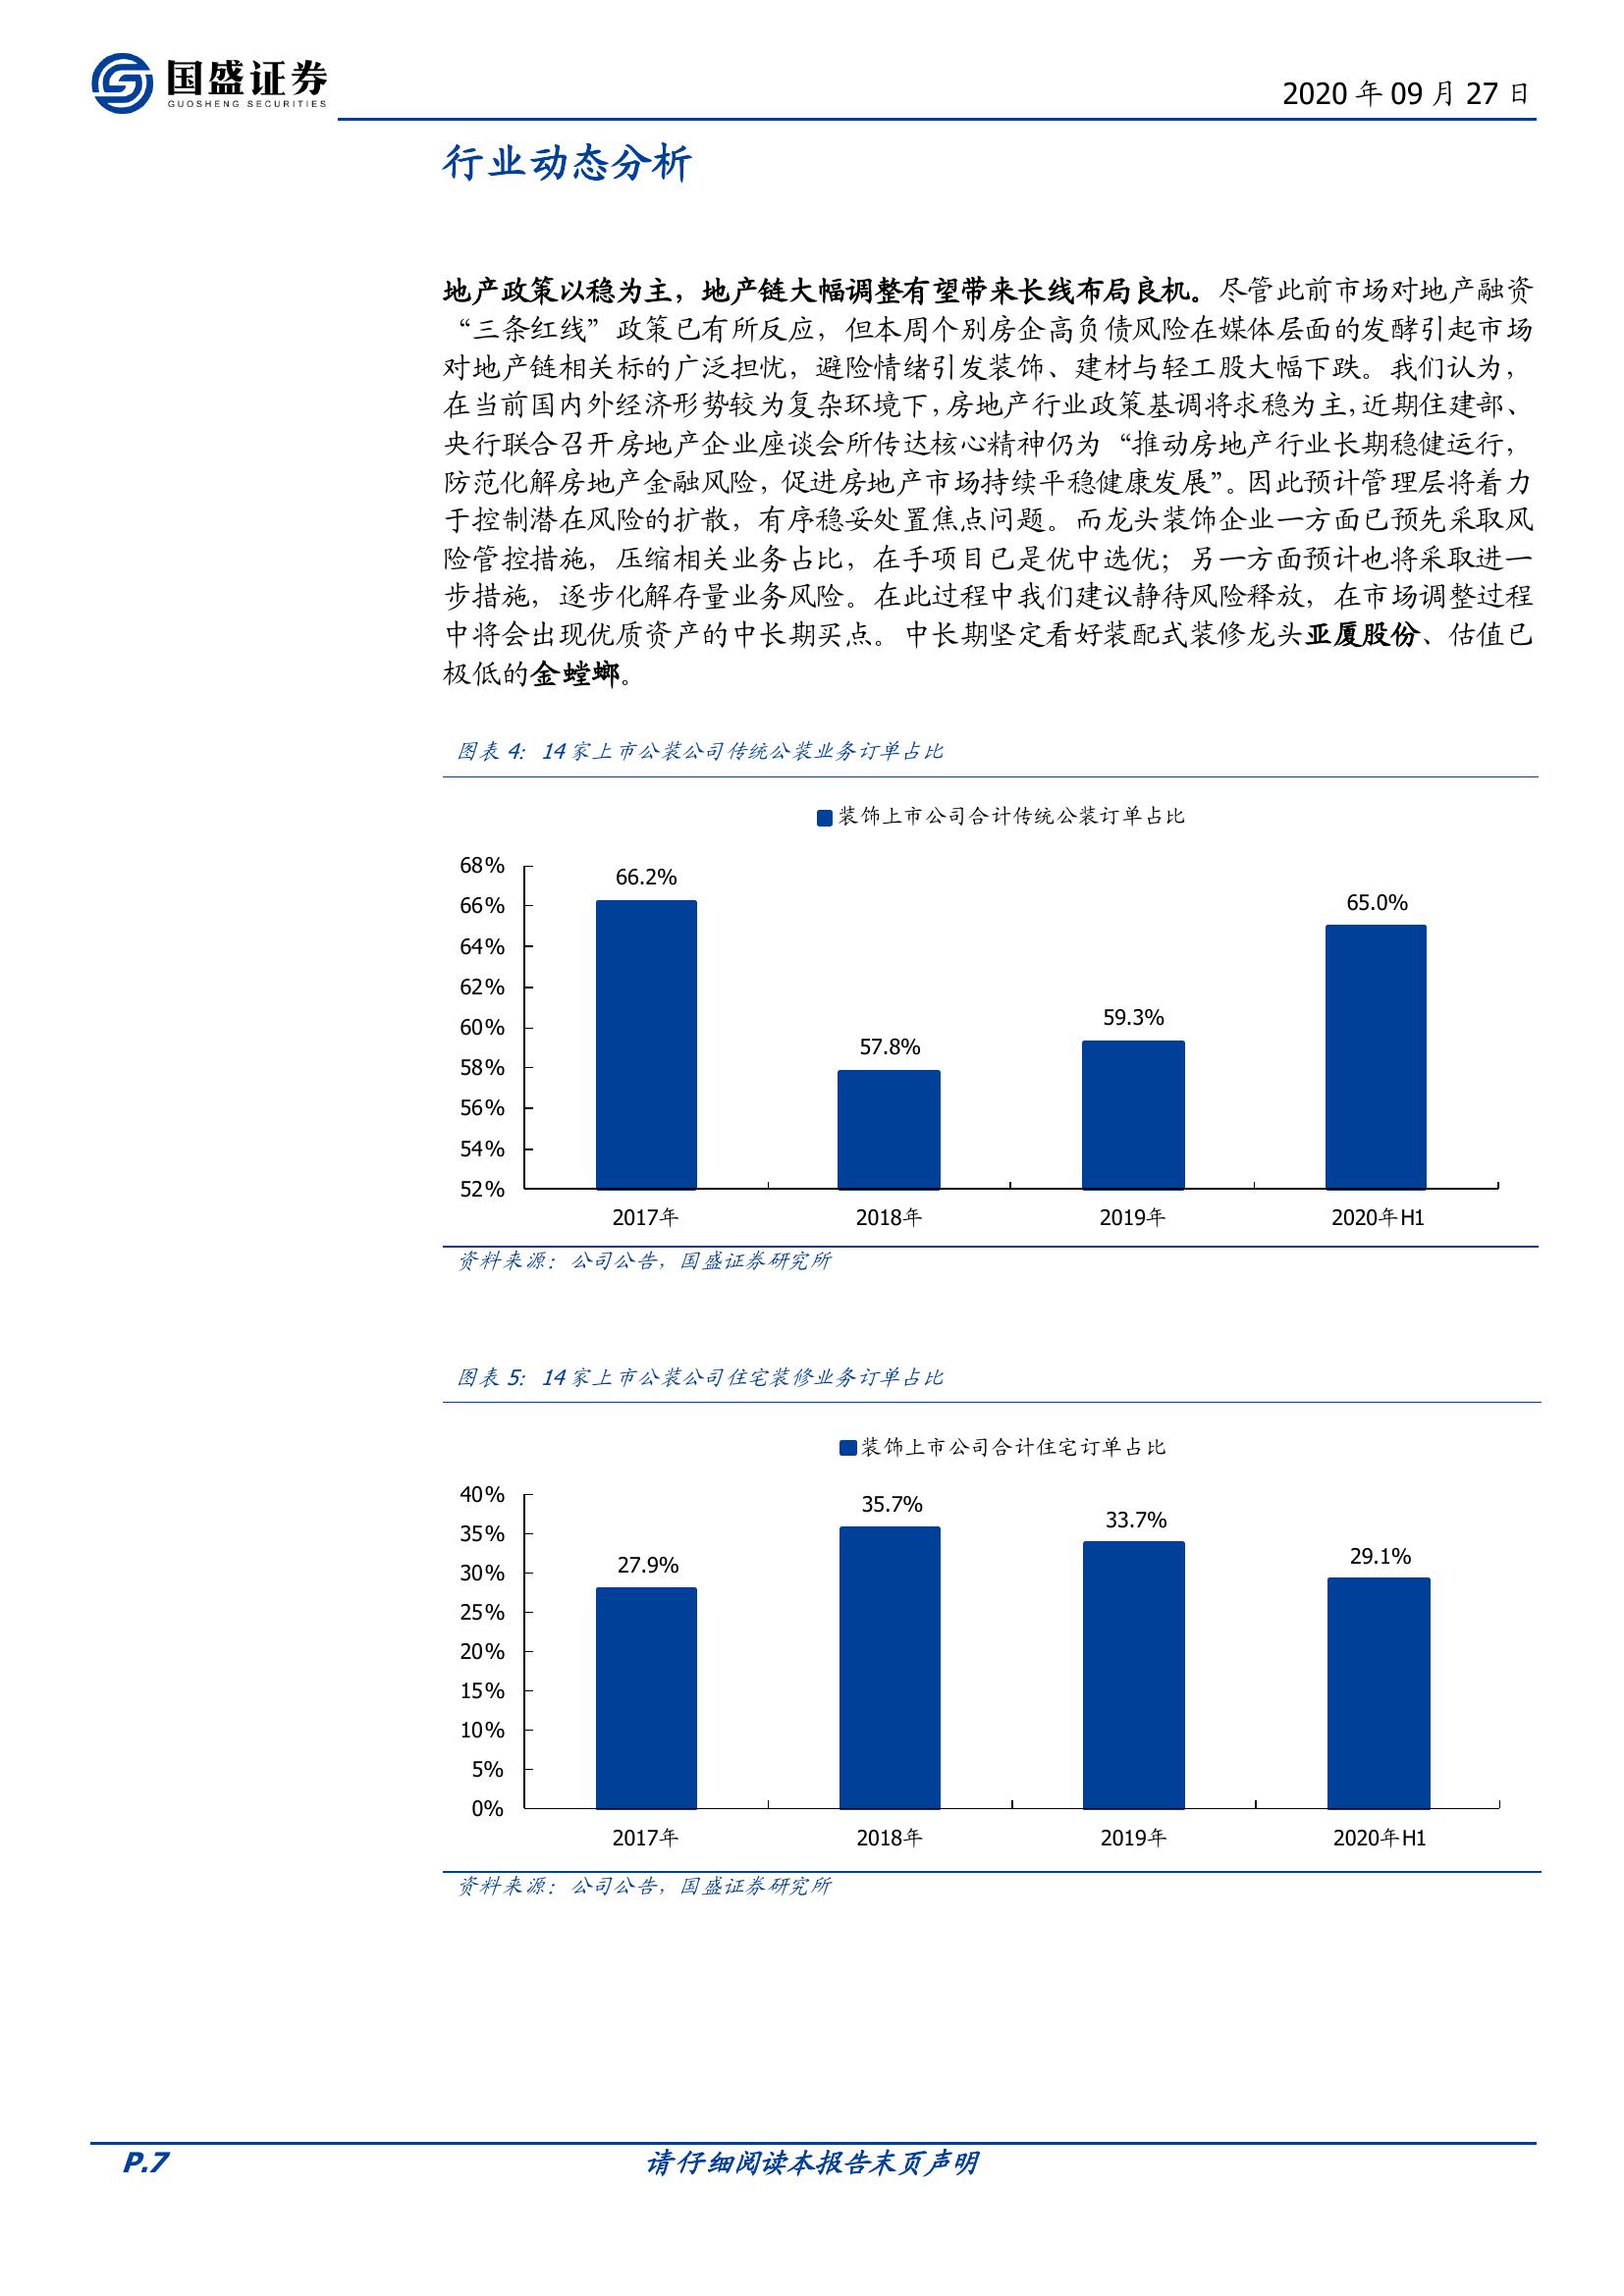 国盛证券
GUOSHENG SECURITIES
2020 年 09 月 27 日
行业动态分析
地产政策以稳为主，地产链大幅调整有望带来长线布局良机。尽管此前市场对地产融资
“三条红线”政策已有所反应，但本周个别房企高负债风险在媒体层面的发酵引起市场
对地产链相关标的广泛担忧，避险情绪引发装饰、建材与轻工股大幅下跌。我们认为，
在当前国内外经济形势较为复杂环境下，房地产行业政策基调将求稳为主，近期住建部、
央行联合召开房地产企业座谈会所传达核心精神仍为“推动房地产行业长期稳健运行，
防范化解房地产金融风险，促进房地产市场持续平稳健康发展”。因此预计管理层将着力
于控制潜在风险的扩散，有序稳妥处置焦点问题。而龙头装饰企业一方面已预先采取风
险管控措施，压缩相关业务占比，在手项目已是优中选优；另一方面预计也将采取进一
步措施，逐步化解存量业务风险。在此过程中我们建议静待风险释放，在市场调整过程
中将会出现优质资产的中长期买点。中长期坚定看好装配式装修龙头亚厦股份、估值已
极低的金螳螂。
图表 4： 14 家上市公装公司传统公装业务订单占比
装饰上市公司合计传统公装订单占比
68%
66%
64%
62%
60%
58%
56%
54%
52%
66.2%
57.8%
59.3%
65.0%
2017年
2018年
2019年
2020年H1
资料来源：公司公告，国盛证券研究所
图表 5： 14 家上市公装公司住宅装修业务订单占比
装饰上市公司合计住宅订单占比
40%
35%
30%
25%
20%
15%
10%
5%
0%
27.9%
35.7%
33.7%
29.1%
2017年
2018年
2019年
2020年H1
资料来源：公司公告，国盛证券研究所
P.7
请仔细阅读本报告末页声明